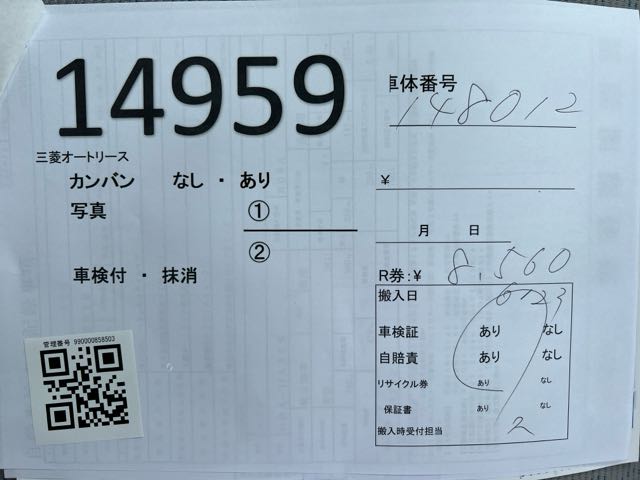 14959
車体番号
148012
三菱オートリース
カンバン なし ・ あり
¥
写真 ①
②
月 日
車検付 ・ 抹消
R券:¥ 8,560
搬入日 6/23
車検証 あり なし
自賠責 あり なし
リサイクル券 あり なし
保証書 あり なし
搬入時受付担当 2
管理番号 990000658503